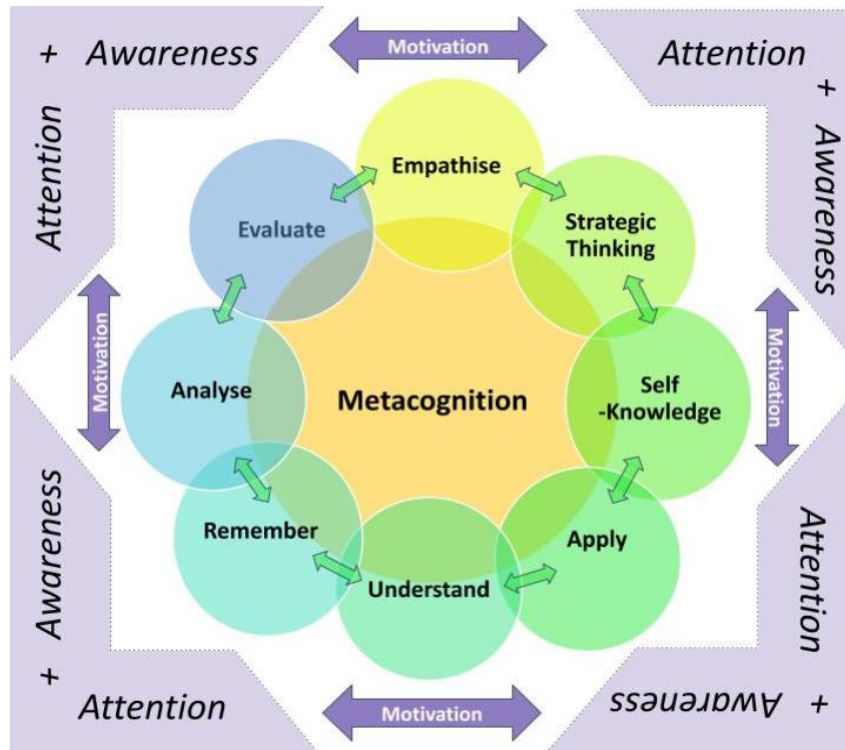 + Awareness
Motivation
Attention
Attention
+ Awareness
Empathise
Evaluate
Strategic
Thinking
Motivation
Analyse
Metacognition
Self
-Knowledge
Motivation
Remember
Understand
Apply
+ Awareness
Attention
Attention
Motivation
+ Awareness